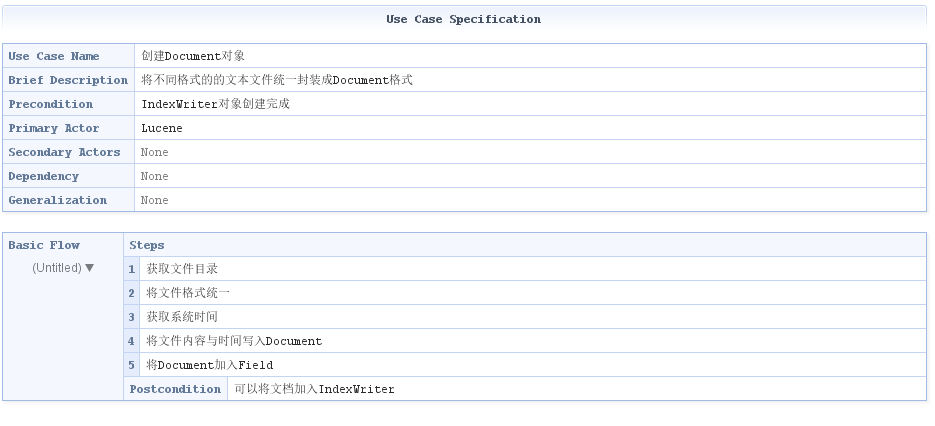 Use Case Specification
Use Case Name 创建Document对象
Brief Description 将不同格式的的文本文件统一封装成Document格式
Precondition IndexWriter对象创建完成
Primary Actor Lucene
Secondary Actors None
Dependency None
Generalization None
Basic Flow Steps
(Untitled) ▼
1 获取文件目录
2 将文件格式统一
3 获取系统时间
4 将文件内容与时间写入Document
5 将Document加入Field
Postcondition 可以将文档加入IndexWriter